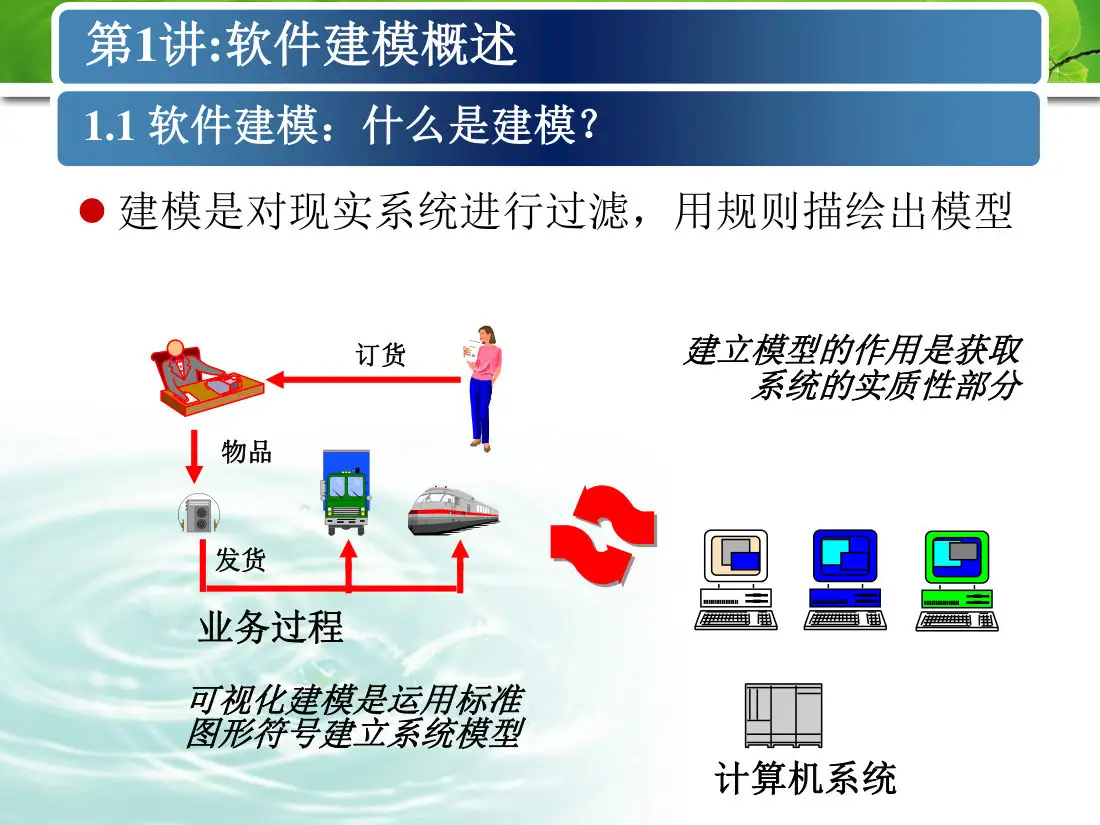 第1讲:软件建模概述
1.1 软件建模：什么是建模？
建模是对现实系统进行过滤，用规则描绘出模型
订货
建立模型的作用是获取
系统的实质性部分
物品
发货
业务过程
可视化建模是运用标准
图形符号建立系统模型
计算机系统